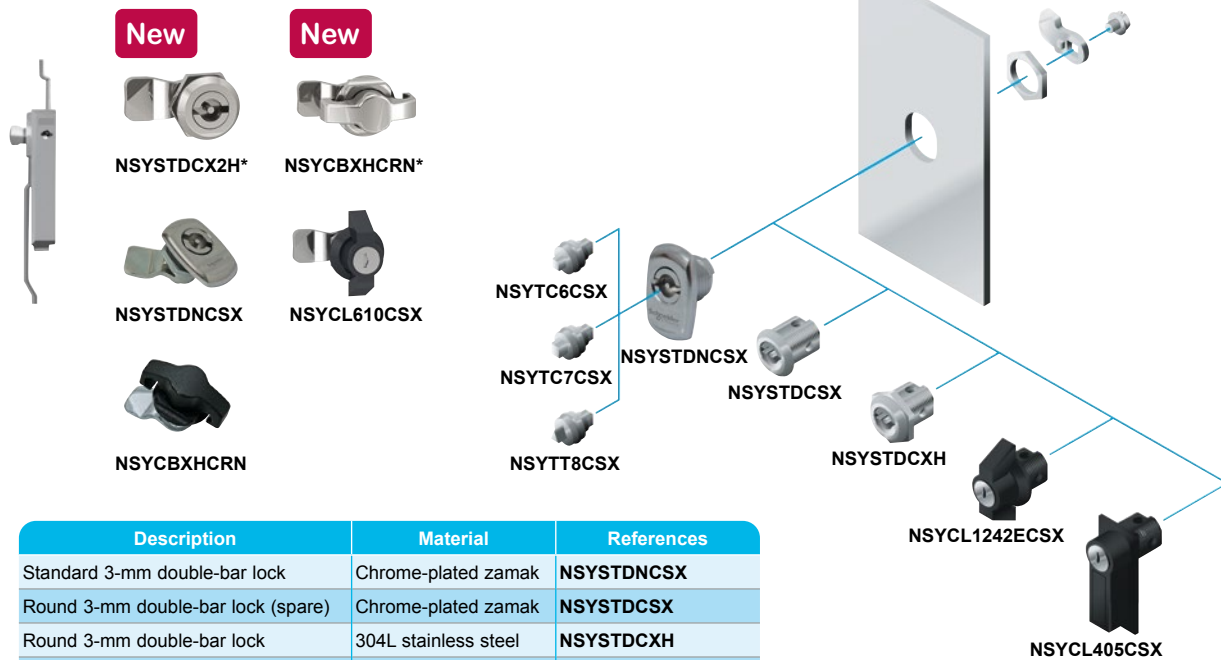 New
New
NSYSTDCX2H*
NSYCBXHCRN*
NSYSTDNCSX
NSYCL610CSX
NSYCBXHCRN
NSYTC6CSX
NSYTC7CSX
NSYTT8CSX
NSYSTDNCSX
NSYSTDCSX
NSYSTDCXH
NSYCL1242ECSX
NSYCL405CSX
Description Material References
Standard 3-mm double-bar lock Chrome-plated zamak NSYSTDNCSX
Round 3-mm double-bar lock (spare) Chrome-plated zamak NSYSTDCSX
Round 3-mm double-bar lock 304L stainless steel NSYSTDCXH